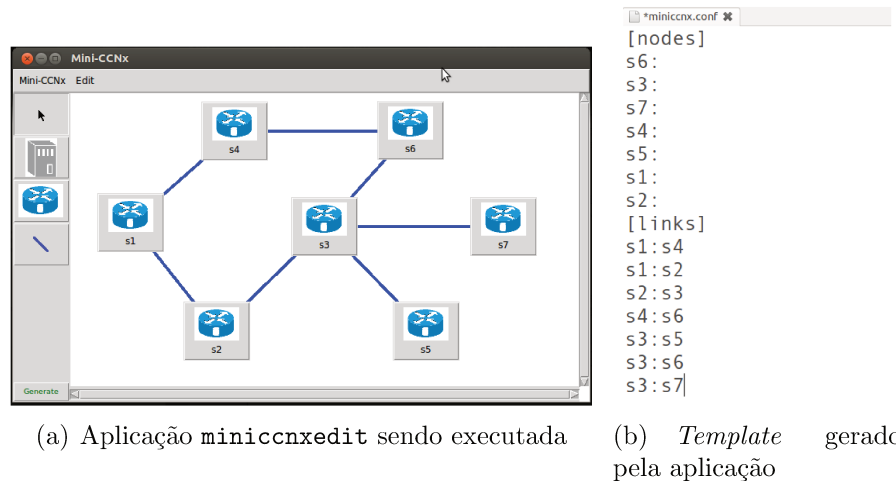 Mini-CCNx
Mini-CCNx Edit
s4
s6
s1
s3
s7
s2
s5
Generate
(a) Aplicação miniccnxedit sendo executada
*miniccnx.conf
[nodes]
s6:
s3:
s7:
s4:
s5:
s1:
s2:
[links]
s1:s4
s1:s2
s2:s3
s4:s6
s3:s5
s3:s6
s3:s7
(b) Template gerado
pela aplicação